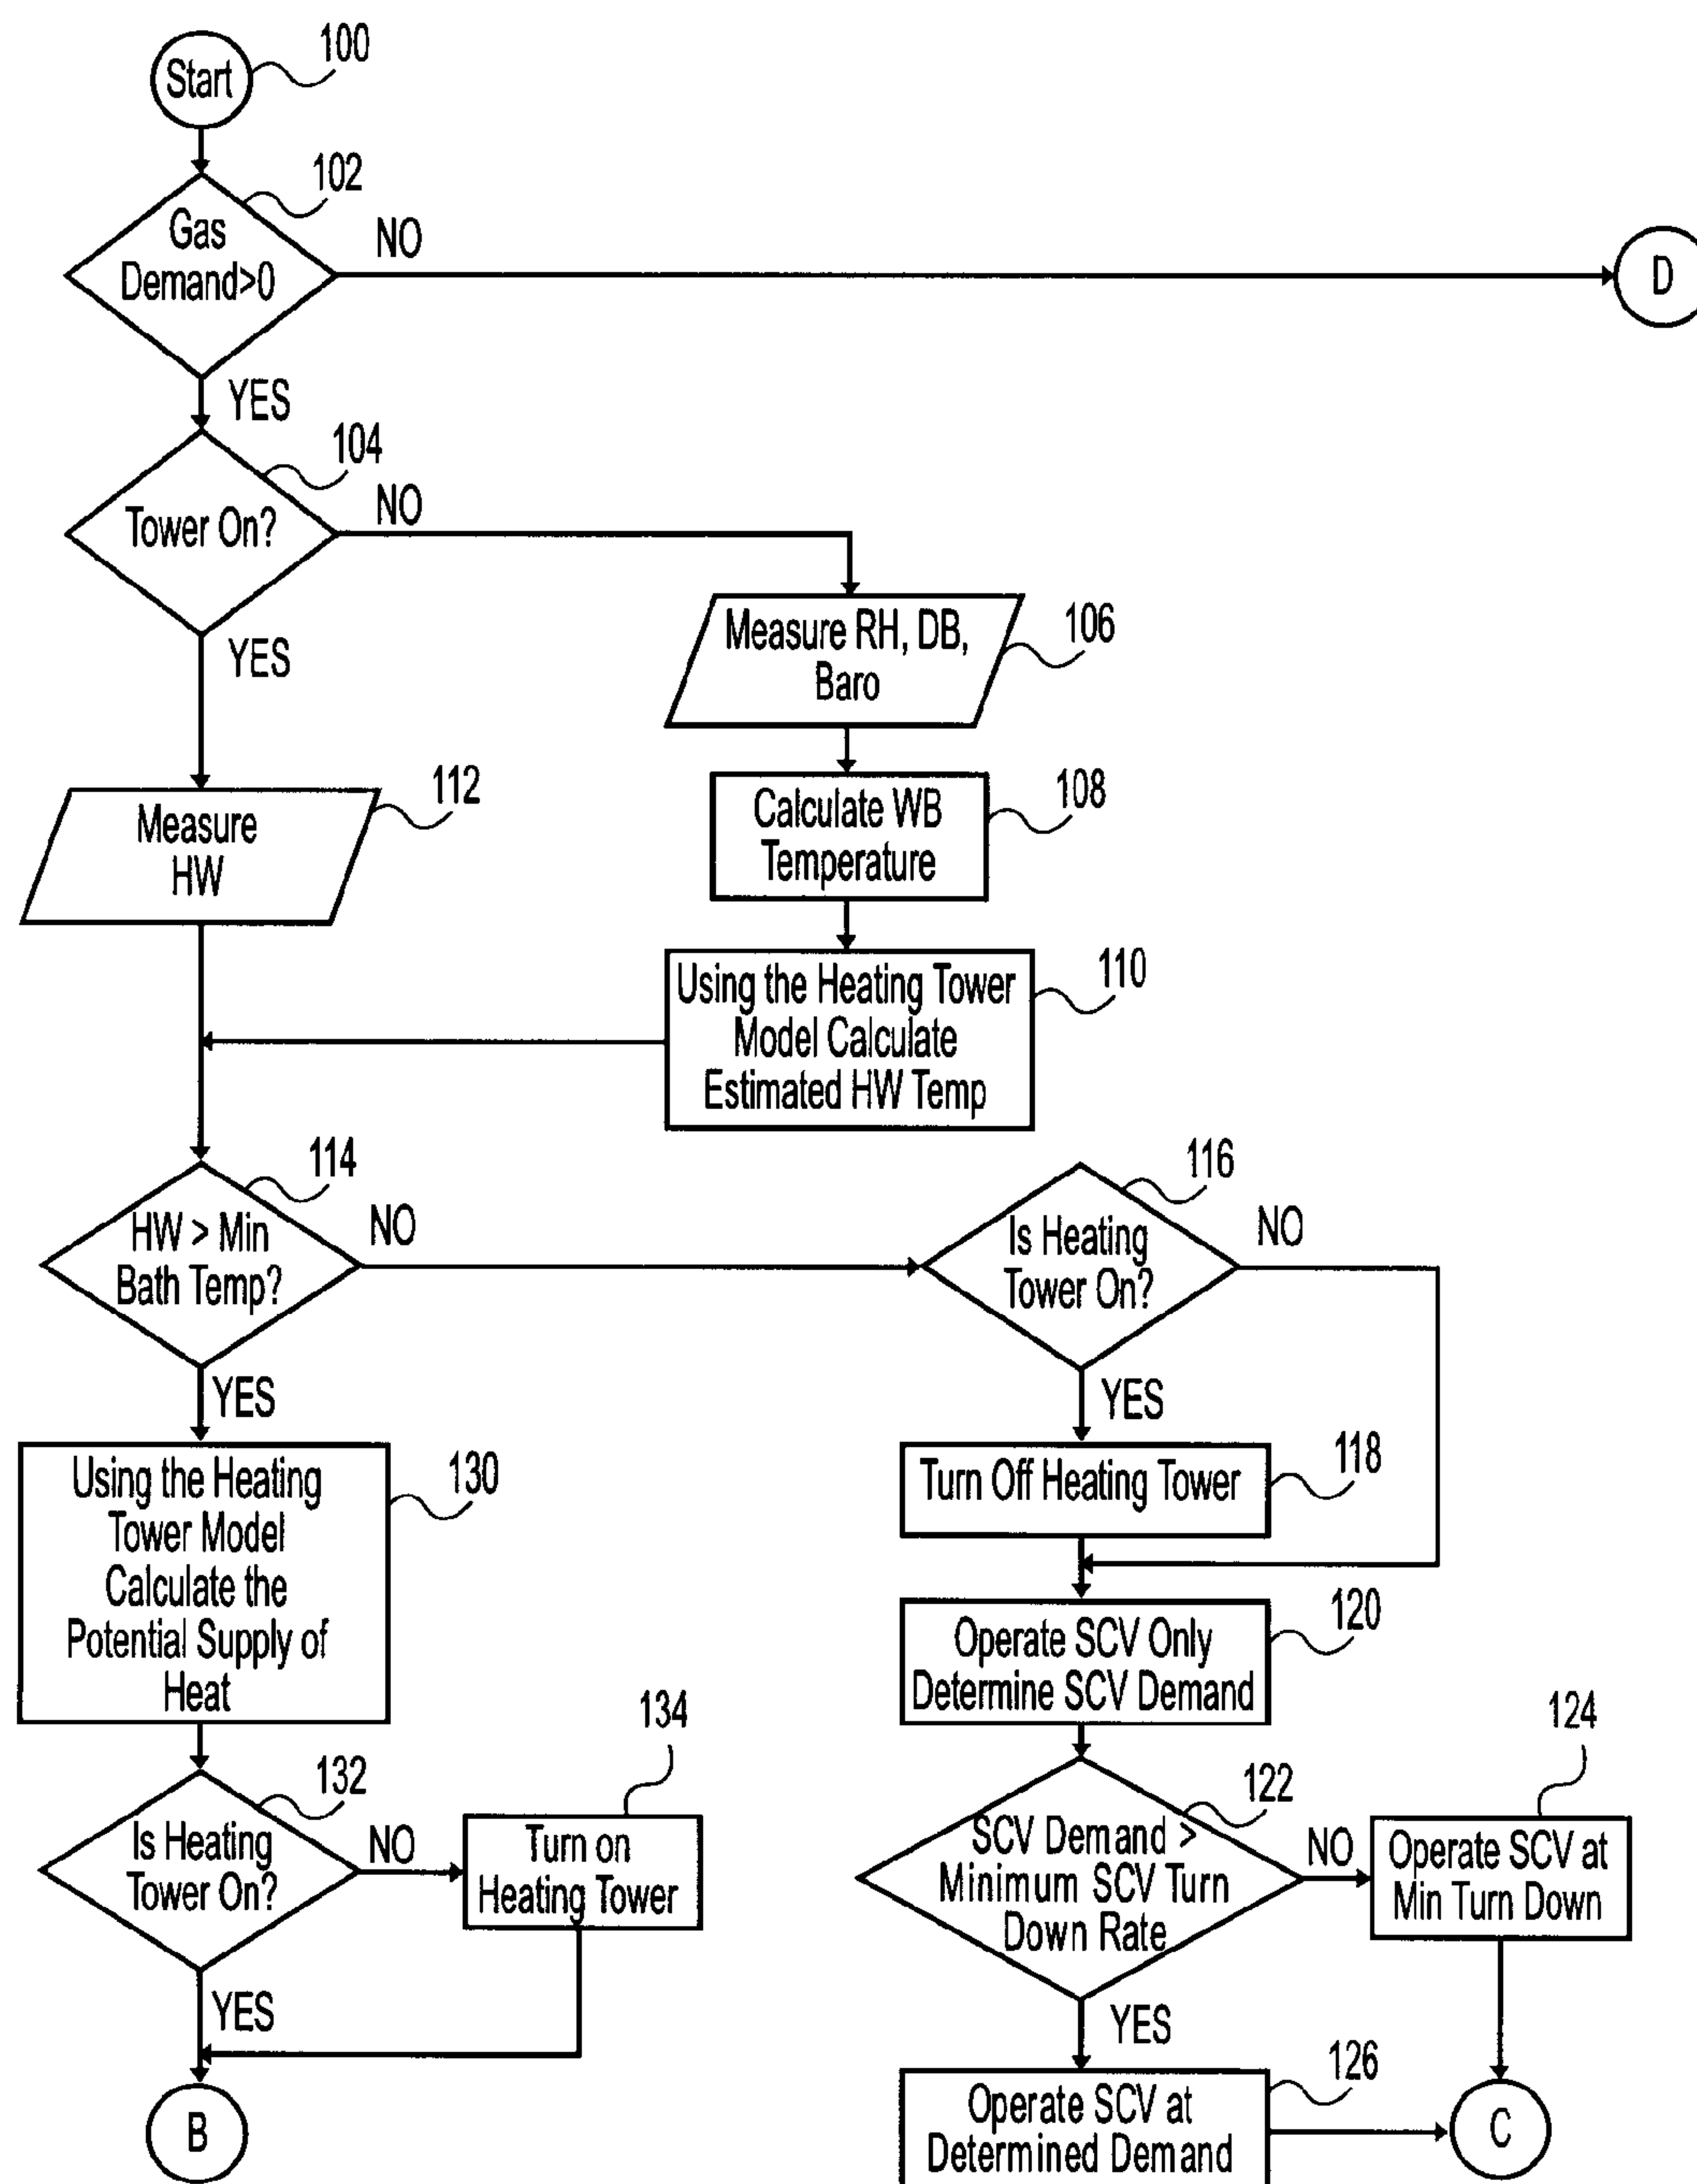 100
Start
102
Gas
Demand>0
NO
D
YES
104
Tower On?
NO
YES
Measure RH, DB,
Baro
106
112
Measure
HW
Calculate WB
Temperature
108
Using the Heating Tower
Model Calculate
Estimated HW Temp
110
114
HW > Min
Bath Temp?
NO
116
Is Heating
Tower On?
NO
YES
YES
Using the Heating
Tower Model
Calculate the
Potential Supply of
Heat
130
Turn Off Heating Tower
118
Operate SCV Only
Determine SCV Demand
120
132
Is Heating
Tower On?
NO
134
Turn on
Heating Tower
122
SCV Demand >
Minimum SCV Turn
Down Rate
NO
124
Operate SCV at
Min Turn Down
YES
YES
126
Operate SCV at
Determined Demand
B
C